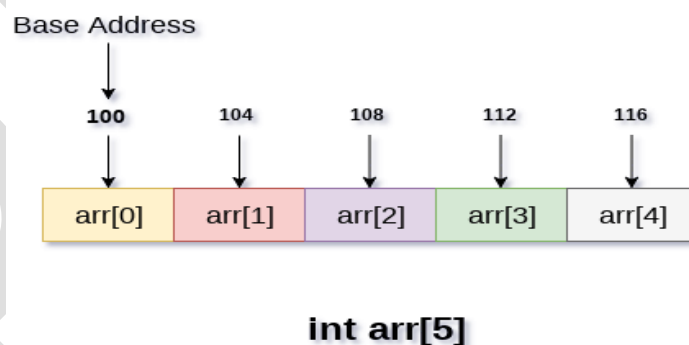 Base Address
100 104 108 112 116
arr[0] arr[1] arr[2] arr[3] arr[4]
int arr[5]